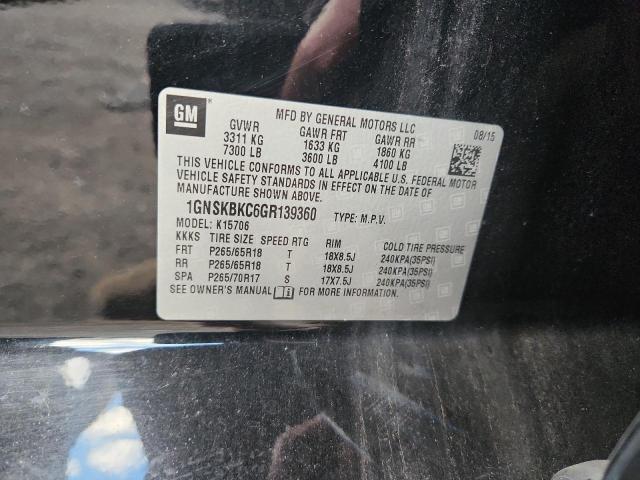 GM
MFD BY GENERAL MOTORS LLC
08/15
GVWR GAWR FRT GAWR RR
3311 KG 1633 KG 1860 KG
7300 LB 3600 LB 4100 LB
THIS VEHICLE CONFORMS TO ALL APPLICABLE U.S. FEDERAL MOTOR
VEHICLE SAFETY STANDARDS IN EFFECT ON THE DATE OF
MANUFACTURE SHOWN ABOVE.
1GNSKBKC6GR139360 TYPE: M.P.V.
MODEL: K15706
KKKS TIRE SIZE SPEED RTG RIM COLD TIRE PRESSURE
FRT P265/65R18 T 18X8.5J 240KPA(35PSI)
RR P265/65R18 T 18X8.5J 240KPA(35PSI)
SPA P265/70R17 S 17X7.5J 240KPA(35PSI)
SEE OWNER'S MANUAL FOR MORE INFORMATION.